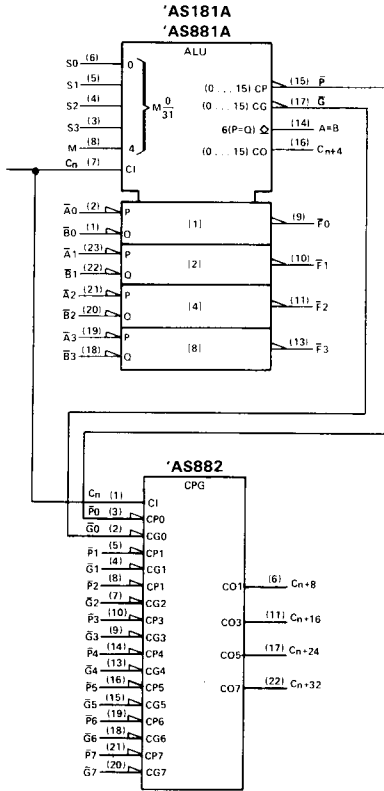 'AS181A
'AS881A
ALU
S0 (6) 0
S1 (5)
S2 (4) M 0/31
S3 (3)
M (8) 4
Cn (7) CI
(0 . . . 15) CP (15) P̄
(0 . . . 15) CG (17) Ḡ
6(P=Q) (14) A=B
(0 . . . 15) CO (16) Cn+4
Ā0 (2) P [1] (9) F̄0
B̄0 (1) Q
Ā1 (23) P [2] (10) F̄1
B̄1 (22) Q
Ā2 (21) P [4] (11) F̄2
B̄2 (20) Q
Ā3 (19) P [8] (13) F̄3
B̄3 (18) Q
'AS882
CPG
Cn (1) CI
P̄0 (3) CP0
Ḡ0 (2) CG0
P̄1 (5) CP1
Ḡ1 (4) CG1
P̄2 (8) CP1 CO1 (6) Cn+8
Ḡ2 (7) CG2
P̄3 (10) CP3 CO3 (11) Cn+16
Ḡ3 (9) CG3
P̄4 (14) CP4 CO5 (17) Cn+24
Ḡ4 (13) CG4
P̄5 (16) CP5 CO7 (22) Cn+32
Ḡ5 (15) CG5
P̄6 (19) CP6
Ḡ6 (18) CG6
P̄7 (21) CP7
Ḡ7 (20) CG7